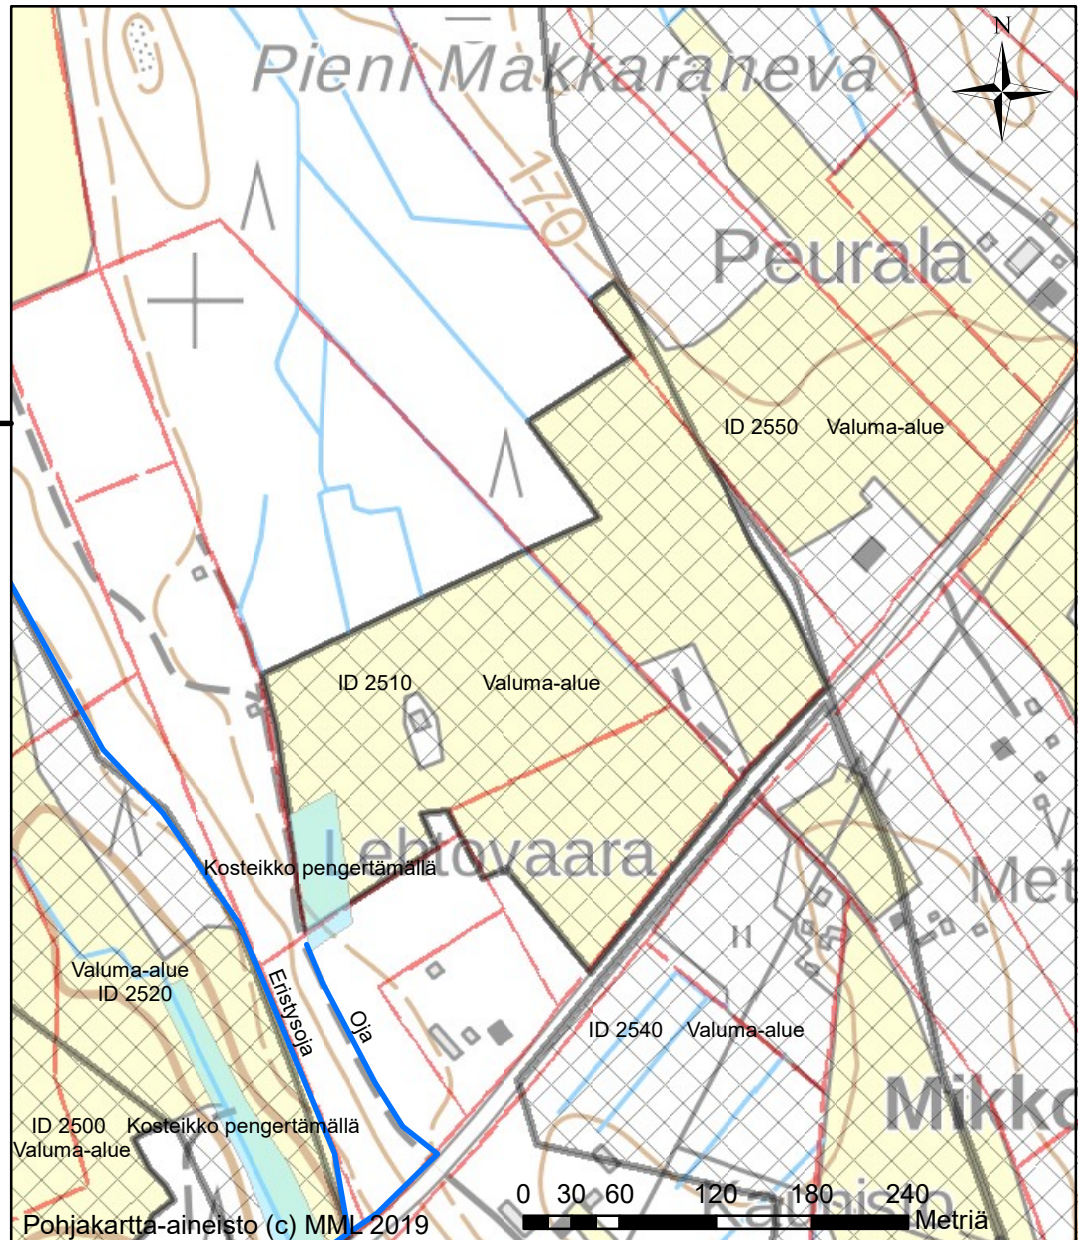 N
Pieni Makkaraneva
170
Peurala
ID 2550 Valuma-alue
ID 2510 Valuma-alue
Lehtovaara
Kosteikko pengertämällä
Met
Valuma-alue
ID 2520
Eristysoja
Oja
ID 2540 Valuma-alue
Mikko
ID 2500 Kosteikko pengertämällä
Valuma-alue
0 30 60 120 180 240
Metriä
Pohjakartta-aineisto (c) MML 2019